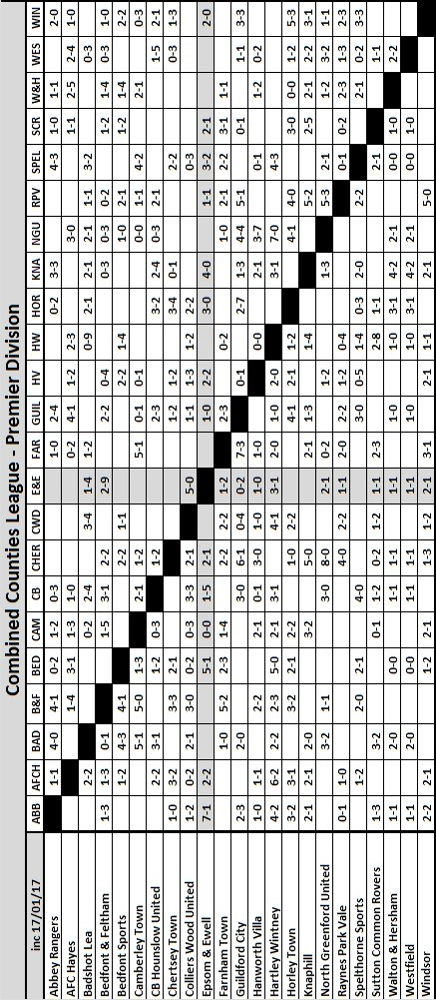 Combined Counties League - Premier Division
inc 17/01/17 ABB AFCH BAD B&F BED CAM CB CHER CWD E&E FAR GUIL HV HW HOR KNA NGU RPV SPEL SCR W&H WES WIN
Abbey Rangers 1-1 4-0 4-1 0-2 1-2 0-3 1-0 2-4 0-2 3-3 4-3 1-0 1-1 2-0
AFC Hayes 1-4 3-1 1-3 1-0 0-2 4-1 1-2 2-3 3-0 1-1 2-5 2-4 1-0
Badshot Lea 2-2 0-2 2-4 3-4 1-4 1-2 0-9 2-1 2-1 2-1 1-1 3-2 0-3
Bedfont & Feltham 1-3 1-3 0-1 1-5 3-1 2-2 2-9 2-2 0-4 0-3 0-3 0-2 1-2 1-4 0-3 1-0
Bedfont Sports 1-2 4-3 4-1 2-2 1-1 2-2 1-4 1-0 2-1 1-2 1-4 2-2
Camberley Town 5-1 5-0 1-3 2-1 1-2 5-1 0-1 0-1 0-0 1-1 4-2 2-1 0-3
CB Hounslow United 2-2 3-1 1-2 0-3 1-2 2-3 3-2 2-4 0-3 2-1 1-5 2-1
Chertsey Town 1-0 3-2 3-3 2-1 1-2 1-2 3-4 0-1 2-2 0-3 1-3
Colliers Wood United 1-2 0-2 2-1 3-0 0-2 0-3 3-3 2-1 5-0 1-1 1-3 1-2 2-2 0-3
Epsom & Ewell 7-1 2-2 5-1 0-0 1-5 2-1 1-0 2-2 3-0 4-0 1-1 3-2 2-1 2-0
Farnham Town 1-0 5-2 2-3 1-4 2-2 2-2 1-2 2-3 0-2 1-0 2-1 2-2 3-1 1-1
Guildford City 2-3 2-0 3-0 6-1 0-4 0-2 7-3 0-1 2-7 1-3 4-4 5-1 0-1 1-1 3-3
Hanworth Villa 1-0 1-1 2-2 2-1 0-1 3-0 1-0 1-0 1-0 0-0 2-1 3-7 0-1 1-2 0-2
Hartley Wintney 4-2 6-2 2-2 2-3 5-0 2-1 3-1 4-1 3-1 2-0 1-0 2-0 3-1 7-0 4-3
Horley Town 3-2 3-1 3-2 2-1 2-2 1-0 2-2 4-1 2-1 1-2 4-1 4-0 3-0 0-0 1-2 5-3
Knaphill 2-1 2-1 2-0 3-2 5-0 2-1 1-3 1-4 5-2 2-5 2-1 2-2 3-1
North Greenford United 3-2 1-1 3-0 8-0 2-1 0-2 1-2 1-3 5-3 2-1 1-2 3-2 1-2
Raynes Park Vale 0-1 1-0 4-0 2-2 1-1 2-0 2-2 1-2 0-4 0-1 0-2 2-3 1-3 2-3
Spelthorne Sports 1-2 2-0 2-1 4-0 3-0 0-5 1-4 0-3 2-0 2-2 2-1 0-2 3-3
Sutton Common Rovers 1-3 3-2 0-1 1-2 0-2 1-2 1-1 2-3 2-8 1-1 2-1 1-1
Walton & Hersham 1-1 2-0 0-0 1-1 1-1 1-1 1-0 1-0 3-1 4-2 2-1 0-0 1-0 2-2
Westfield 1-1 2-0 0-0 1-1 1-1 1-1 1-0 1-0 3-1 4-2 2-1 0-0 1-0
Windsor 2-2 2-1 1-2 2-1 1-3 1-2 2-1 3-1 2-1 1-1 2-1 5-0